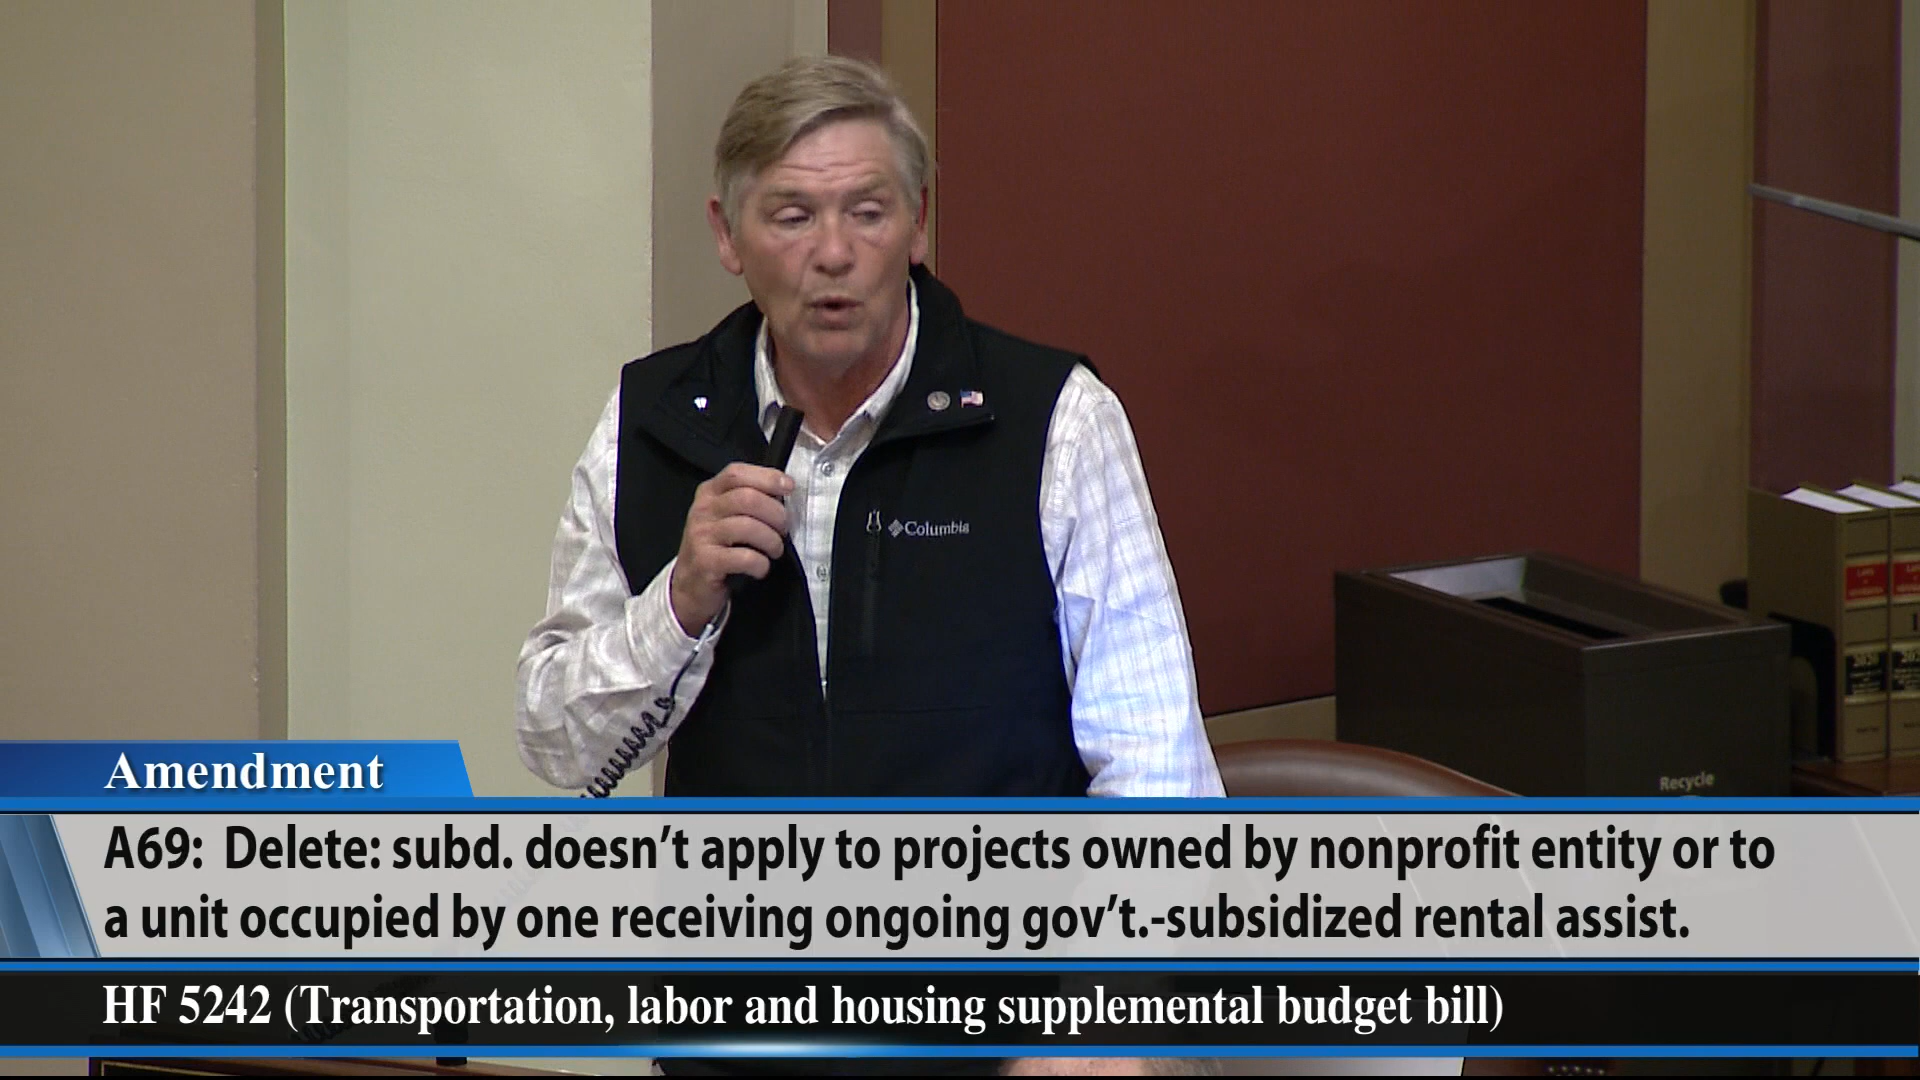 Columbia
Recycle
Amendment
A69: Delete: subd. doesn’t apply to projects owned by nonprofit entity or to
a unit occupied by one receiving ongoing gov’t.-subsidized rental assist.
HF 5242 (Transportation, labor and housing supplemental budget bill)